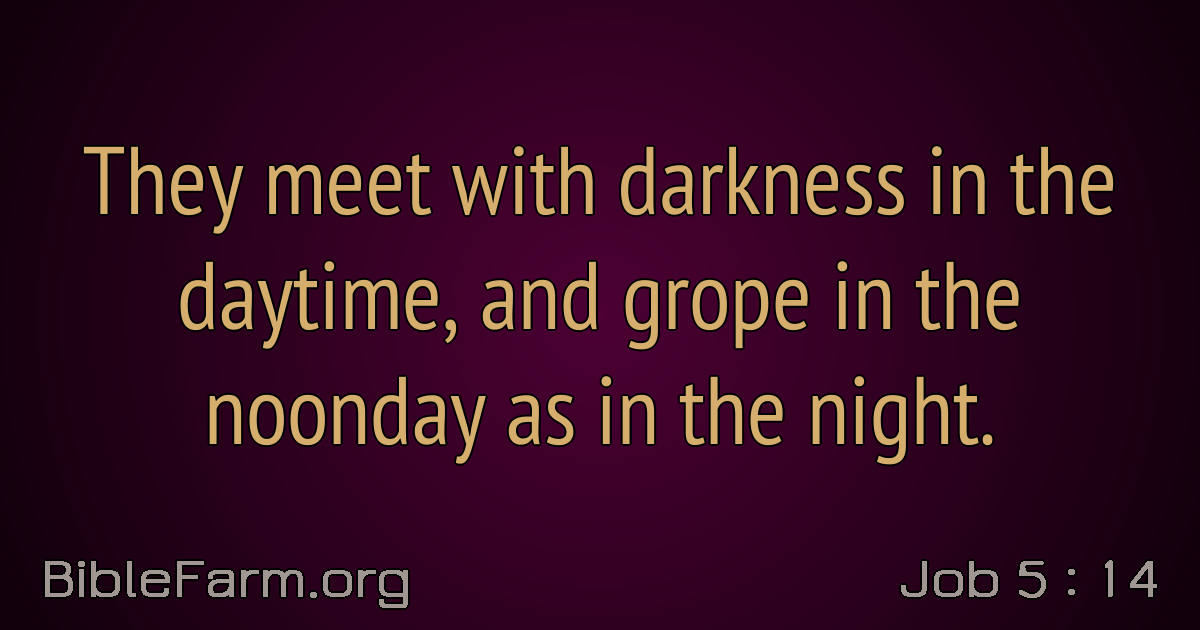 They meet with darkness in the
daytime, and grope in the
noonday as in the night.
BibleFarm.org
Job 5 : 14